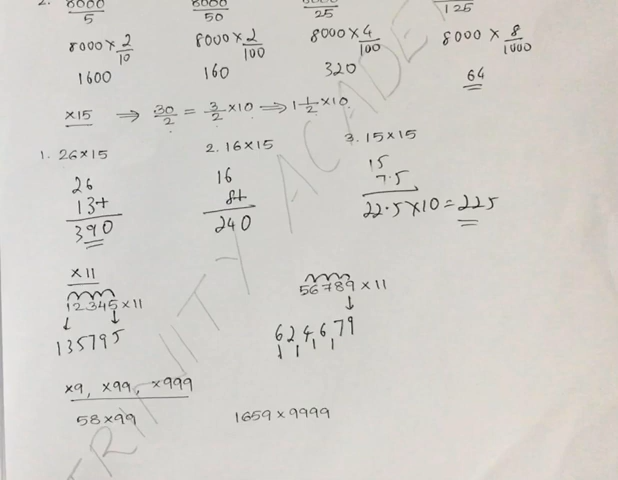 2. 8000/5 8000/50 8000/25 8000/125
8000×2/10 8000×2/100 8000×4/100 8000×8/1000
1600 160 320 64
×15 ⇒ 30/2 = 3/2×10 ⇒ 1 1/2×10
1. 26×15 2. 16×15 3. 15×15
26 16 15
13+ 8+ 7.5
390 240 22.5×10=225
×11
12345×11 56789×11
135795 624679
×9, ×99, ×999
58×99 1659×9999
TRINITY ACADE